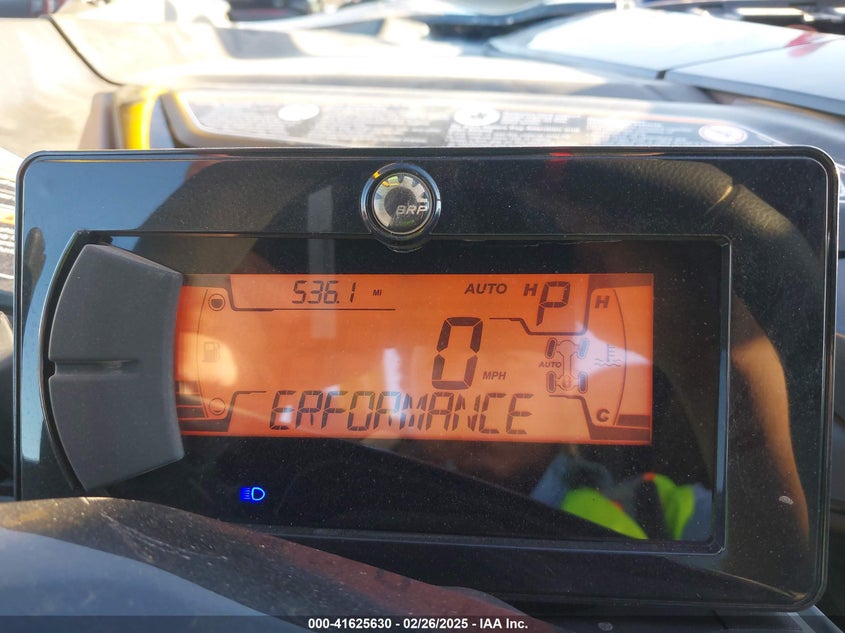 BRP
536.1 MI
AUTO H P
H
0 MPH
AUTO
ERFORMANCE
C
000-41625630 - 02/26/2025 - IAA Inc.